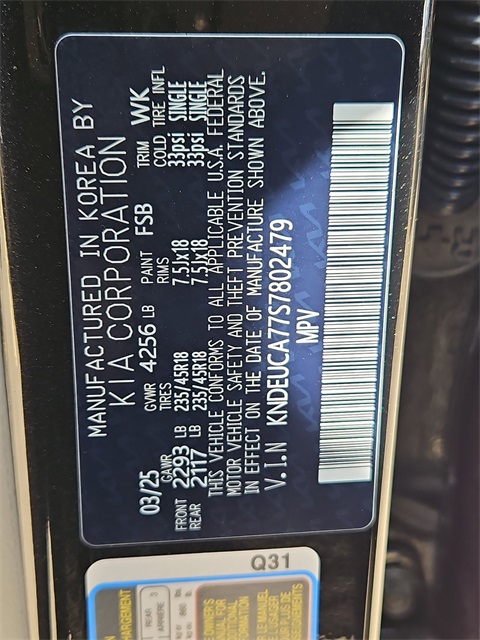 MANUFACTURED IN KOREA BY
KIA CORPORATION
03/25 GVWR 4256 LB PAINT FSB TRIM WK
GAWR TIRES RIMS COLD TIRE INFL
FRONT 2293 LB 235/45R18 7.5Jx18 33psi SINGLE
REAR 2117 LB 235/45R18 7.5Jx18 33psi SINGLE
THIS VEHICLE CONFORMS TO ALL APPLICABLE U.S.A. FEDERAL
MOTOR VEHICLE SAFETY AND THEFT PREVENTION STANDARDS
IN EFFECT ON THE DATE OF MANUFACTURE SHOWN ABOVE.
V.I.N KNDEUCA77S7802479
MPV
Q31
REAR
ARRIÈRE